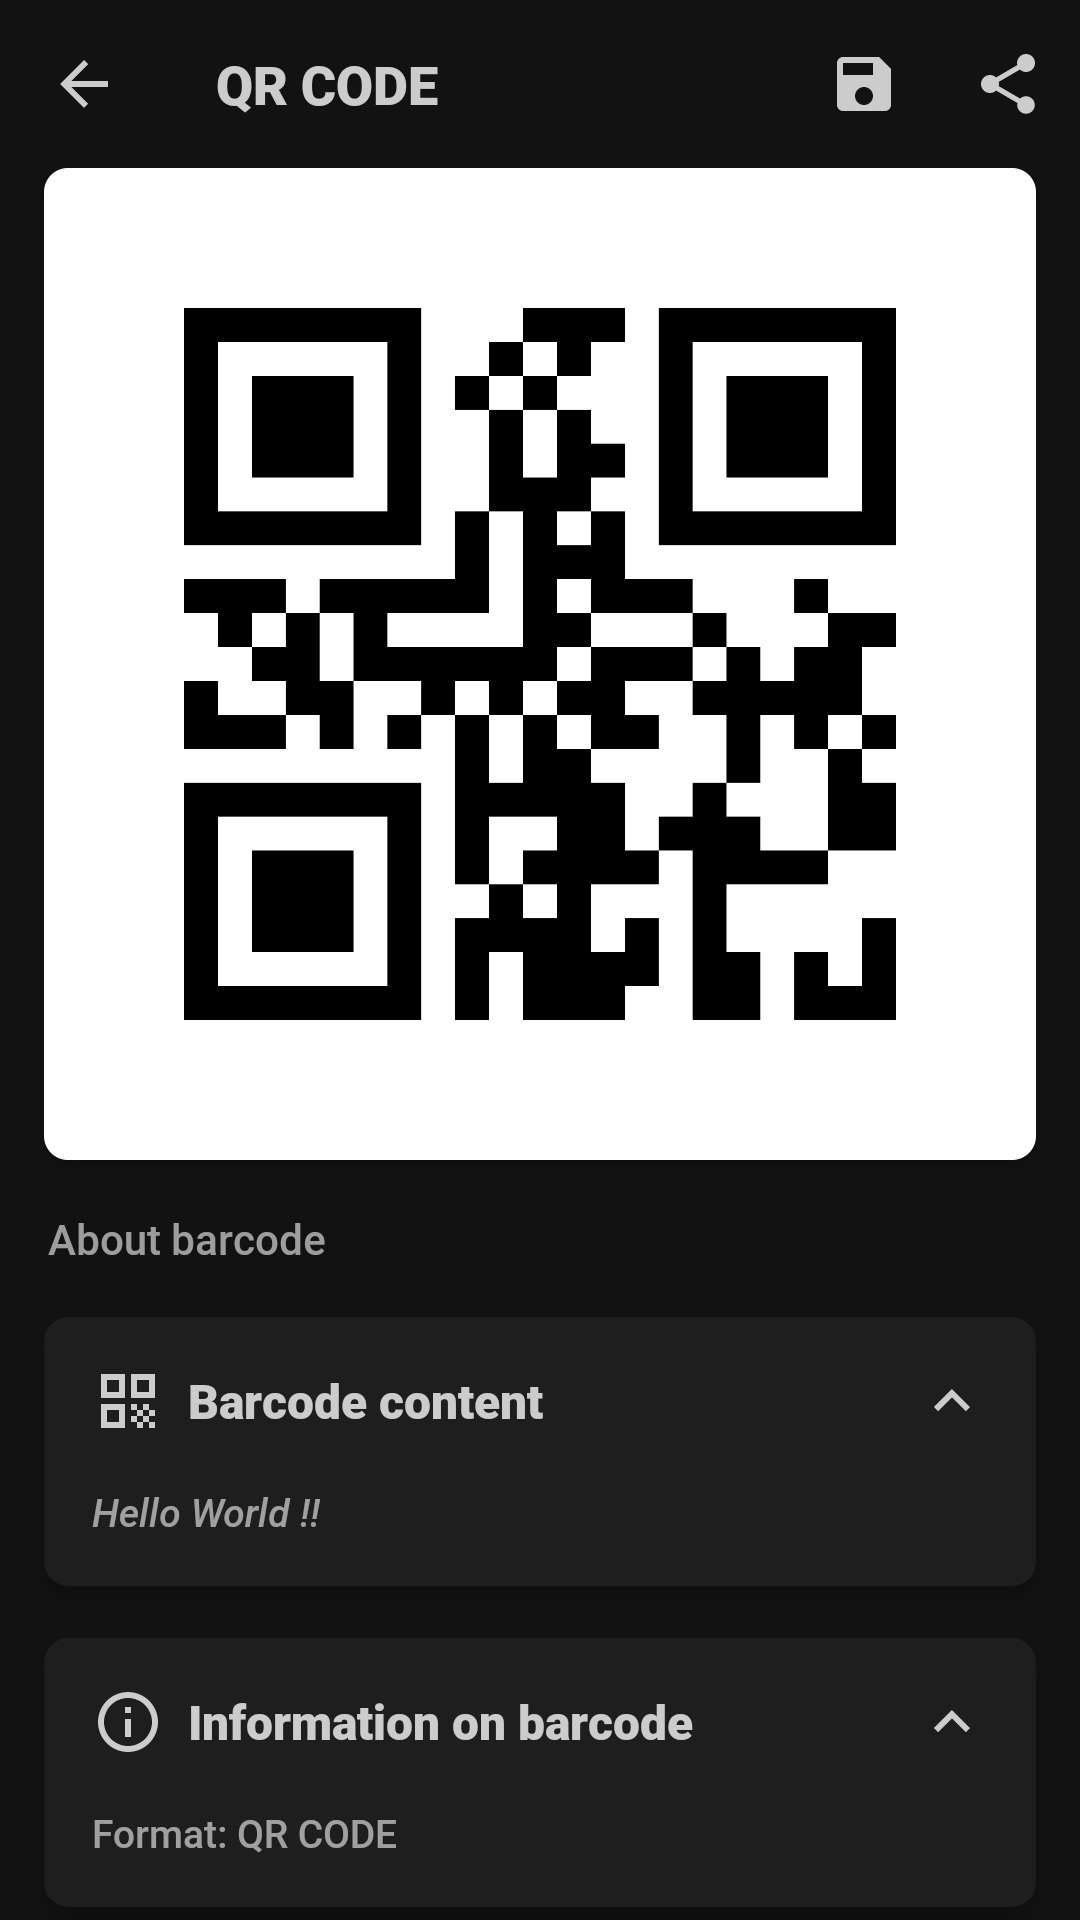 QR CODE
About barcode
Barcode content
Hello World !!
Information on barcode
Format: QR CODE